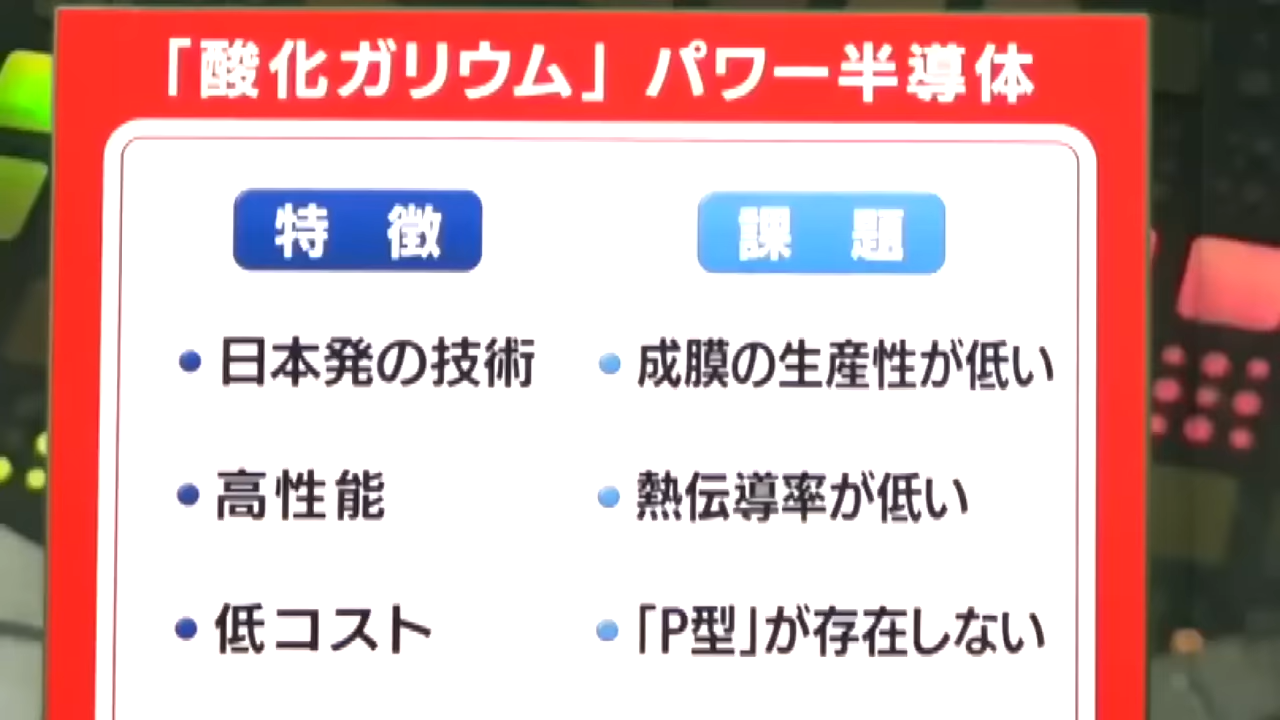 「酸化ガリウム」パワー半導体
特 徴
・日本発の技術
・高性能
・低コスト
課 題
・成膜の生産性が低い
・熱伝導率が低い
・「P型」が存在しない